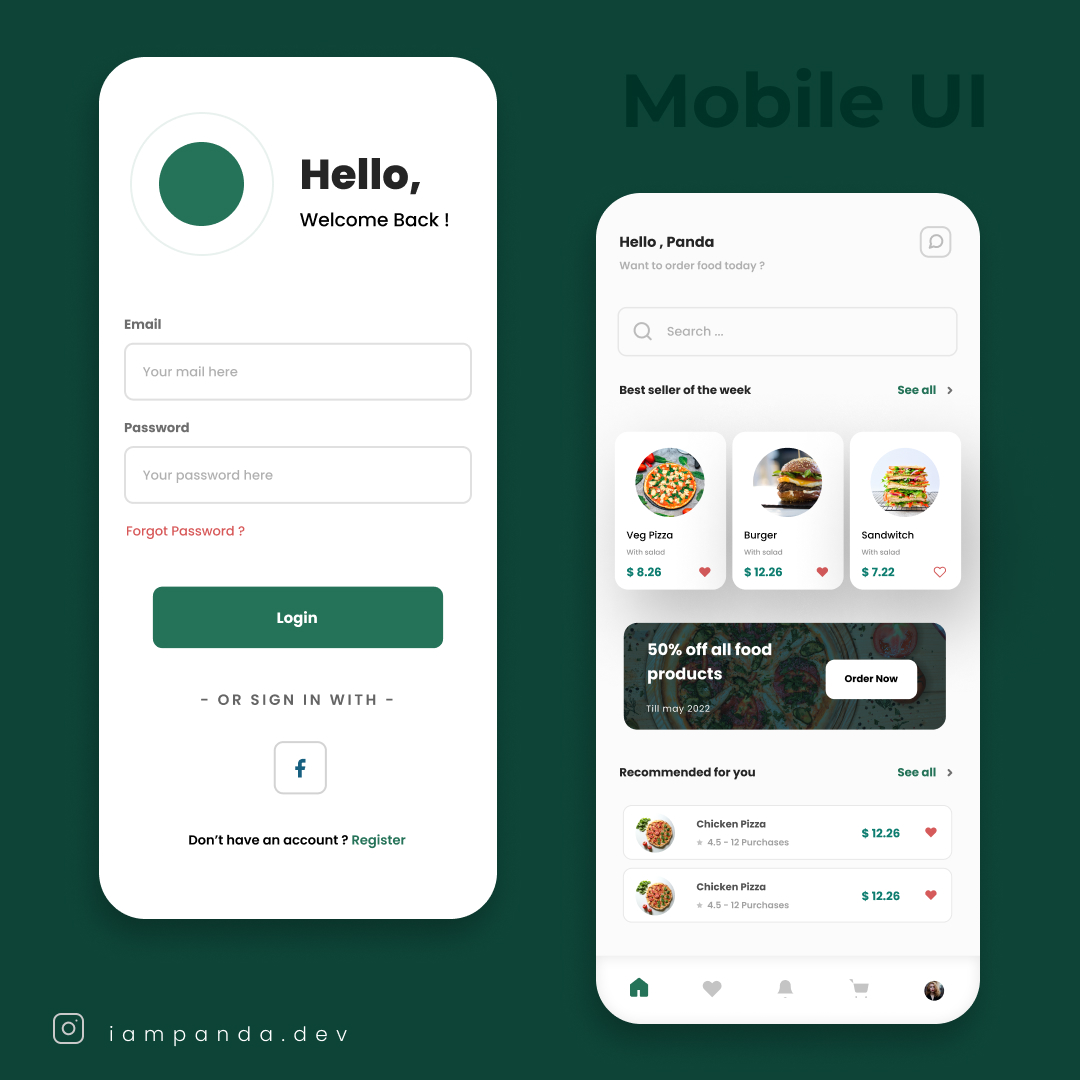 Mobile UI
Hello,
Welcome Back !
Email
Your mail here
Password
Your password here
Forgot Password ?
Login
- OR SIGN IN WITH -
Don't have an account ? Register
Hello , Panda
Want to order food today ?
Search ...
Best seller of the week See all
Veg Pizza
With salad
$ 8.26
Burger
With salad
$ 12.26
Sandwitch
With salad
$ 7.22
50% off all food
products
Till may 2022
Order Now
Recommended for you See all
Chicken Pizza
4.5 - 12 Purchases
$ 12.26
Chicken Pizza
4.5 - 12 Purchases
$ 12.26
iampanda.dev